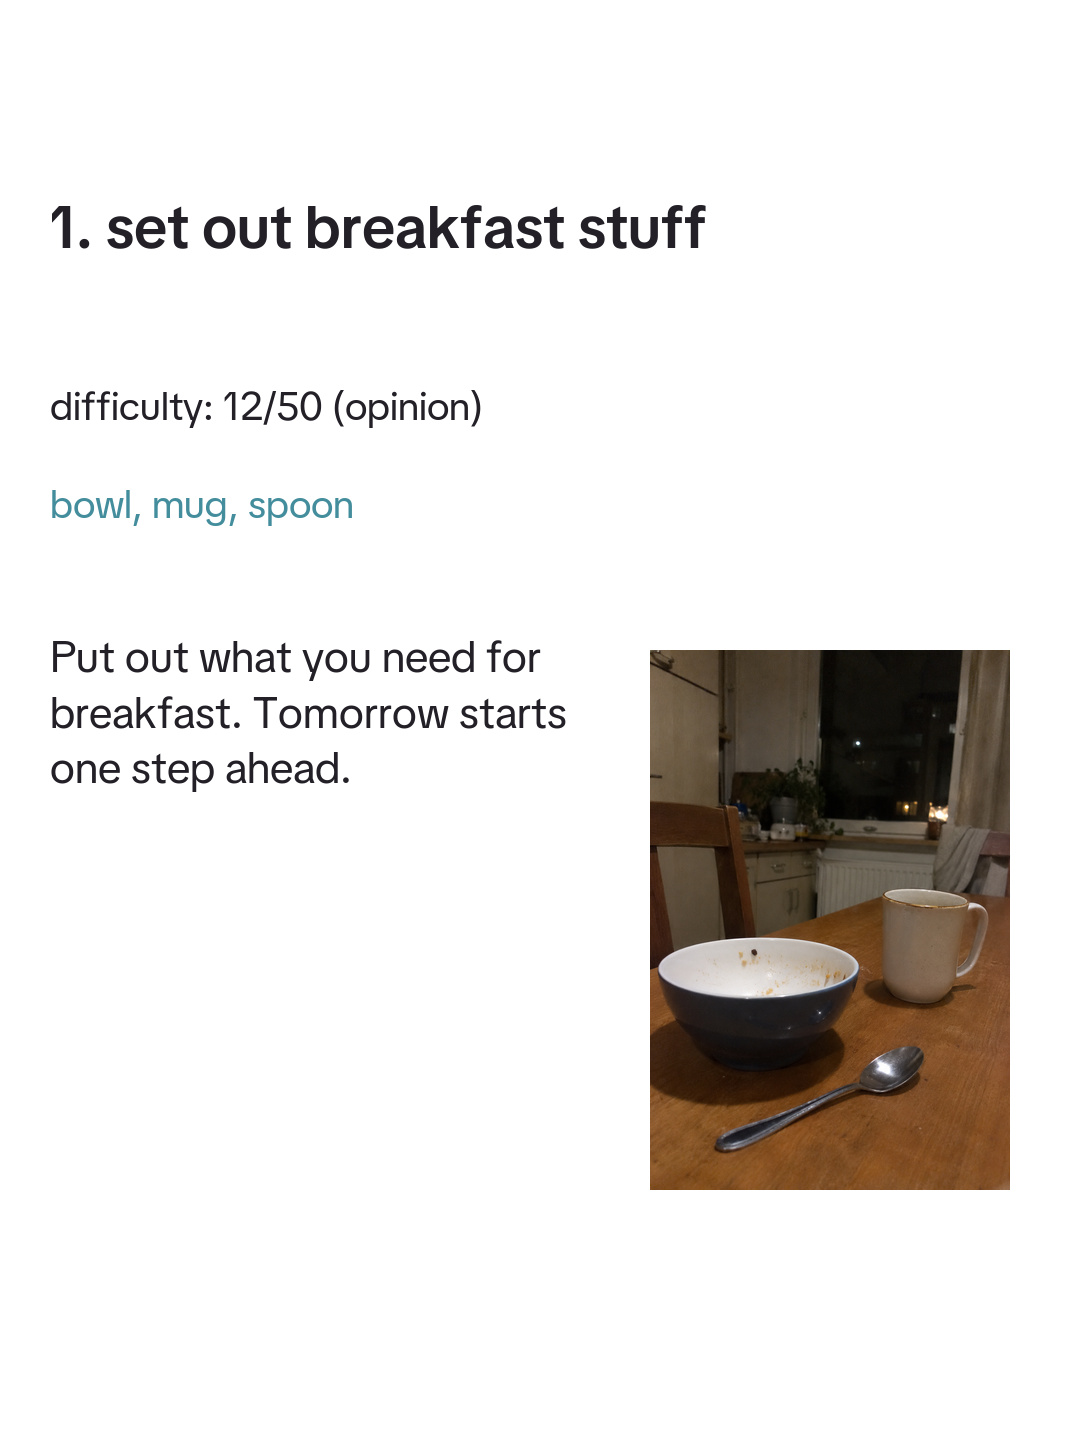 1. set out breakfast stuff
difficulty: 12/50 (opinion)
bowl, mug, spoon
Put out what you need for
breakfast. Tomorrow starts
one step ahead.